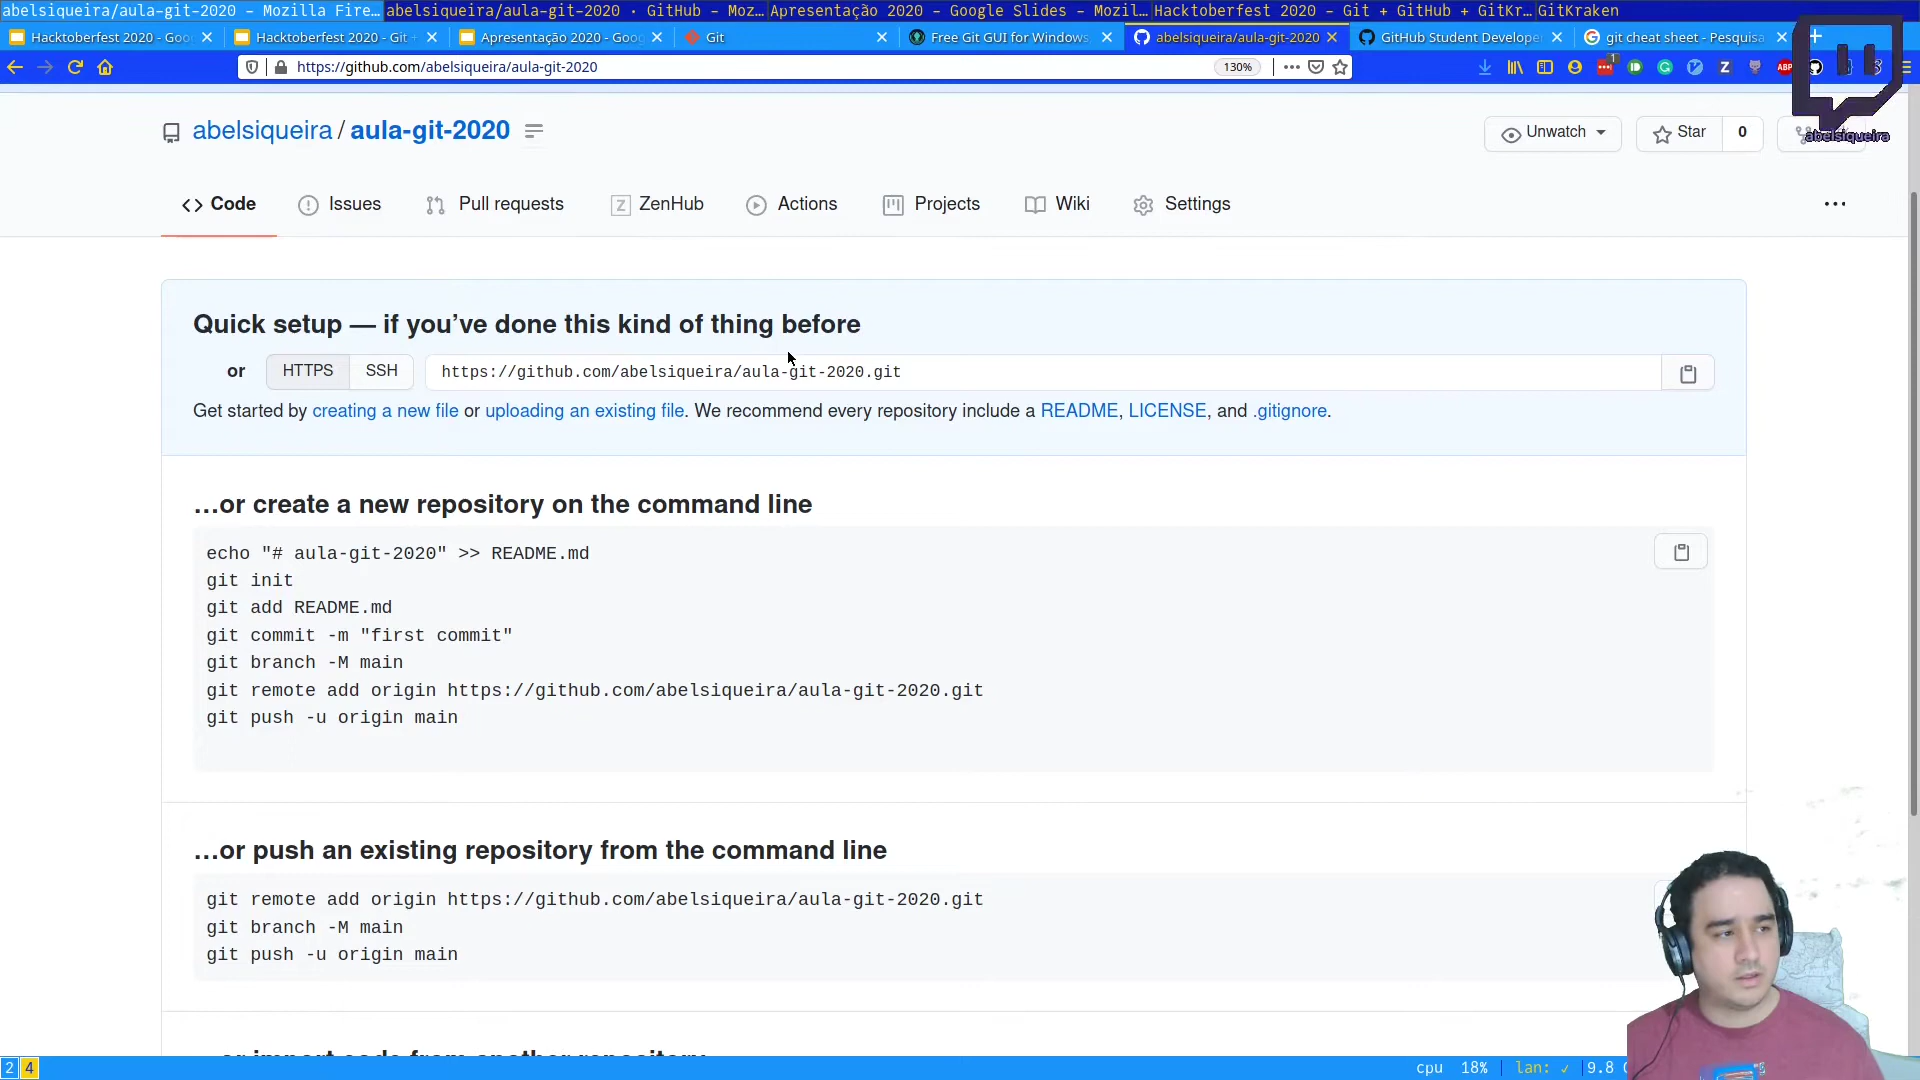 abelsiqueira/aula-git-2020 - Mozilla Fire… abelsiqueira/aula-git-2020 · GitHub - Moz… Apresentação 2020 - Google Slides - Mozil… Hacktoberfest 2020 - Git + GitHub + GitKr… GitKraken
Hacktoberfest 2020 - Goo Hacktoberfest 2020 - Git + Apresentação 2020 - Goog Git Free Git GUI for Windows abelsiqueira/aula-git-2020 GitHub Student Develope git cheat sheet - Pesquisa
https://github.com/abelsiqueira/aula-git-2020 130% ABP
abelsiqueira / aula-git-2020 Unwatch Star 0
abelsiqueira
Code Issues Pull requests ZenHub Actions Projects Wiki Settings
Quick setup — if you’ve done this kind of thing before
or HTTPS SSH https://github.com/abelsiqueira/aula-git-2020.git
Get started by creating a new file or uploading an existing file. We recommend every repository include a README, LICENSE, and .gitignore.
…or create a new repository on the command line
echo "# aula-git-2020" >> README.md
git init
git add README.md
git commit -m "first commit"
git branch -M main
git remote add origin https://github.com/abelsiqueira/aula-git-2020.git
git push -u origin main
…or push an existing repository from the command line
git remote add origin https://github.com/abelsiqueira/aula-git-2020.git
git branch -M main
git push -u origin main
…or import code from another repository
2 4 cpu 18% lan: ✓ 9.8